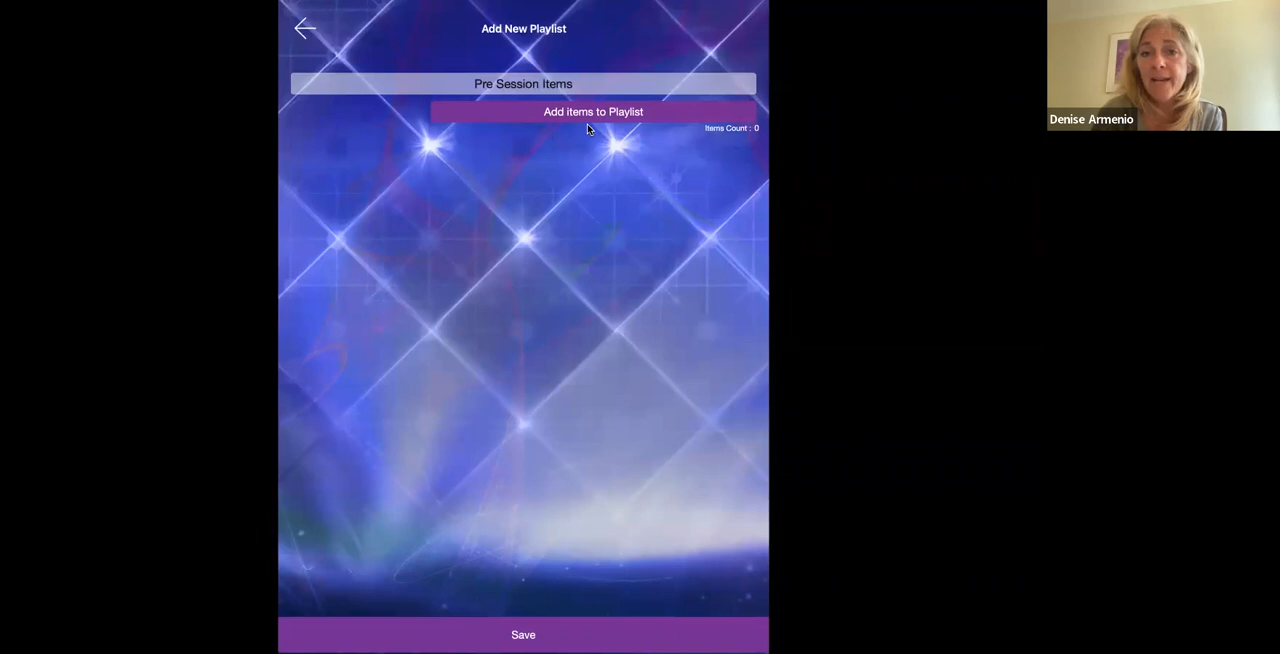 Add New Playlist
Pre Session Items
Add items to Playlist
Items Count : 0
Denise Armenio
Save